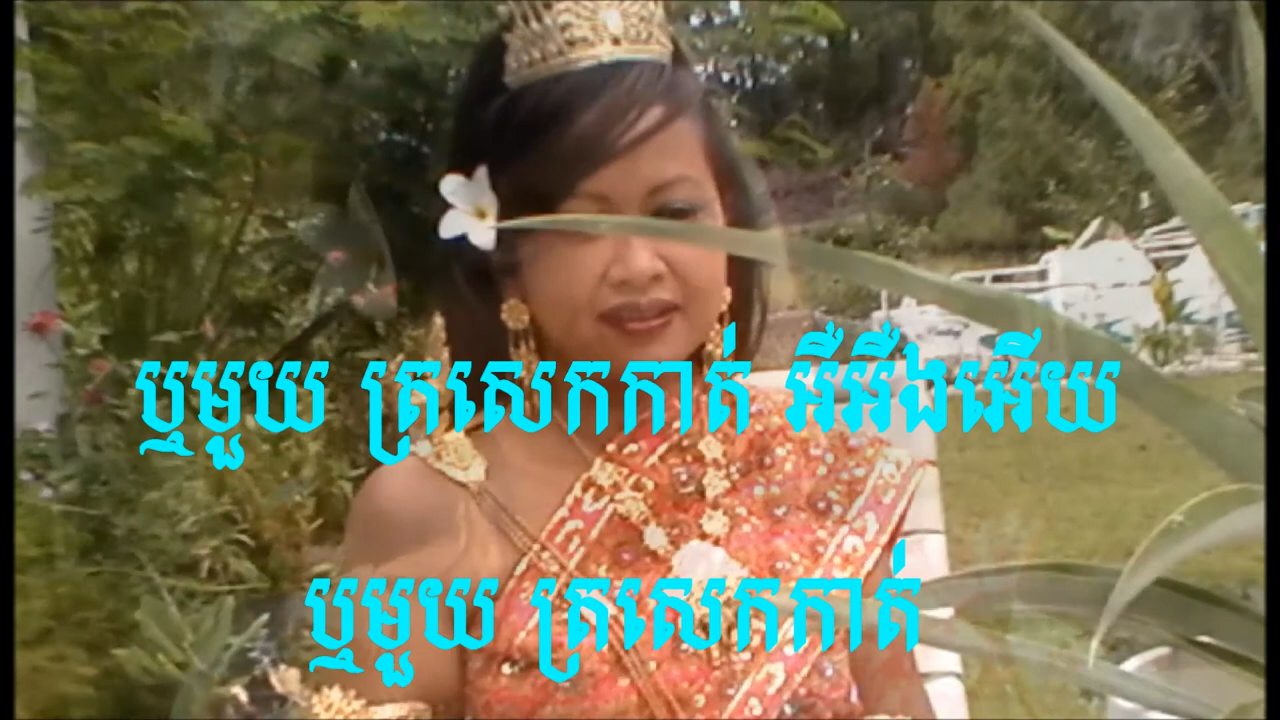 ឬមួយ ត្រសេកកាត់ អឺអឺងអើយ
ឬមួយ ត្រសេកកាត់